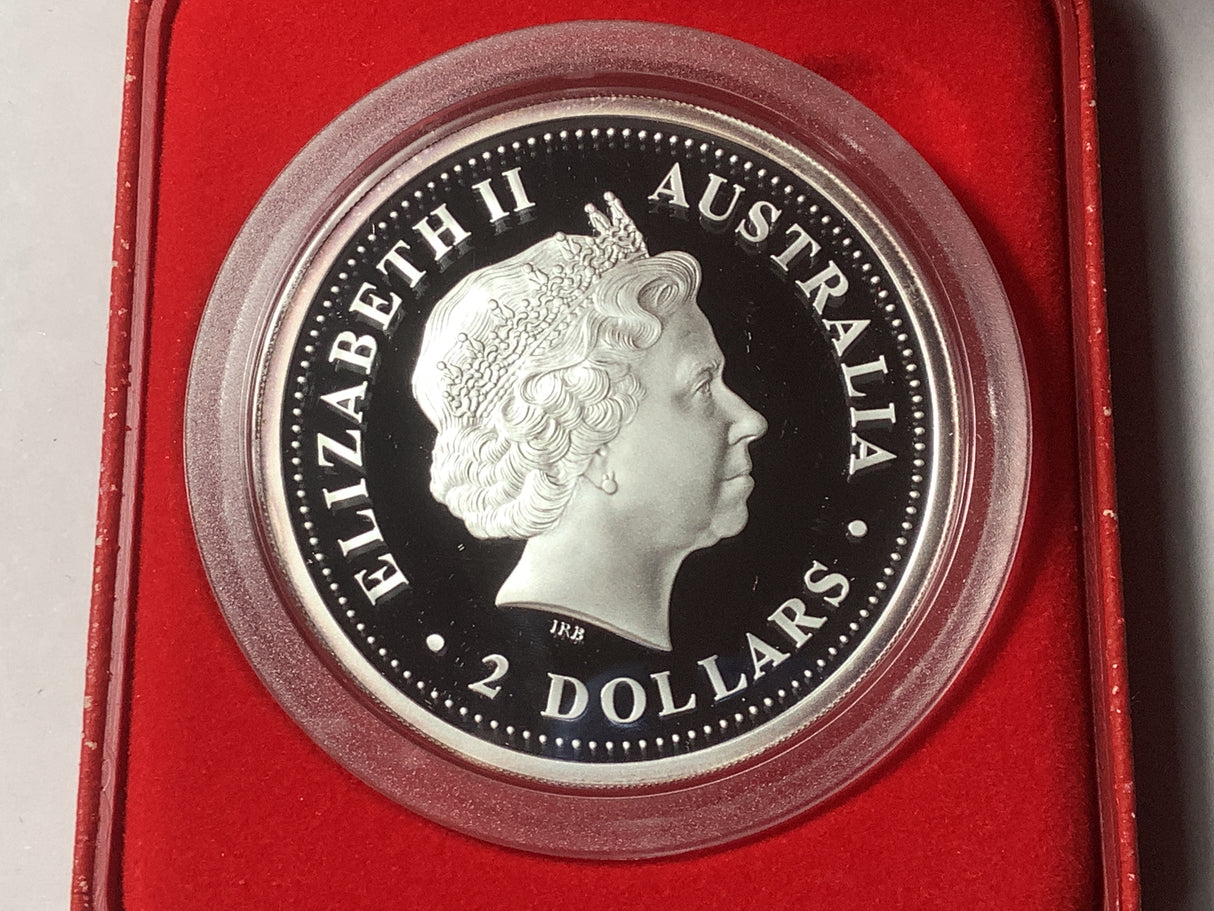 ELIZABETH II
AUSTRALIA
2 DOLLARS
IRB